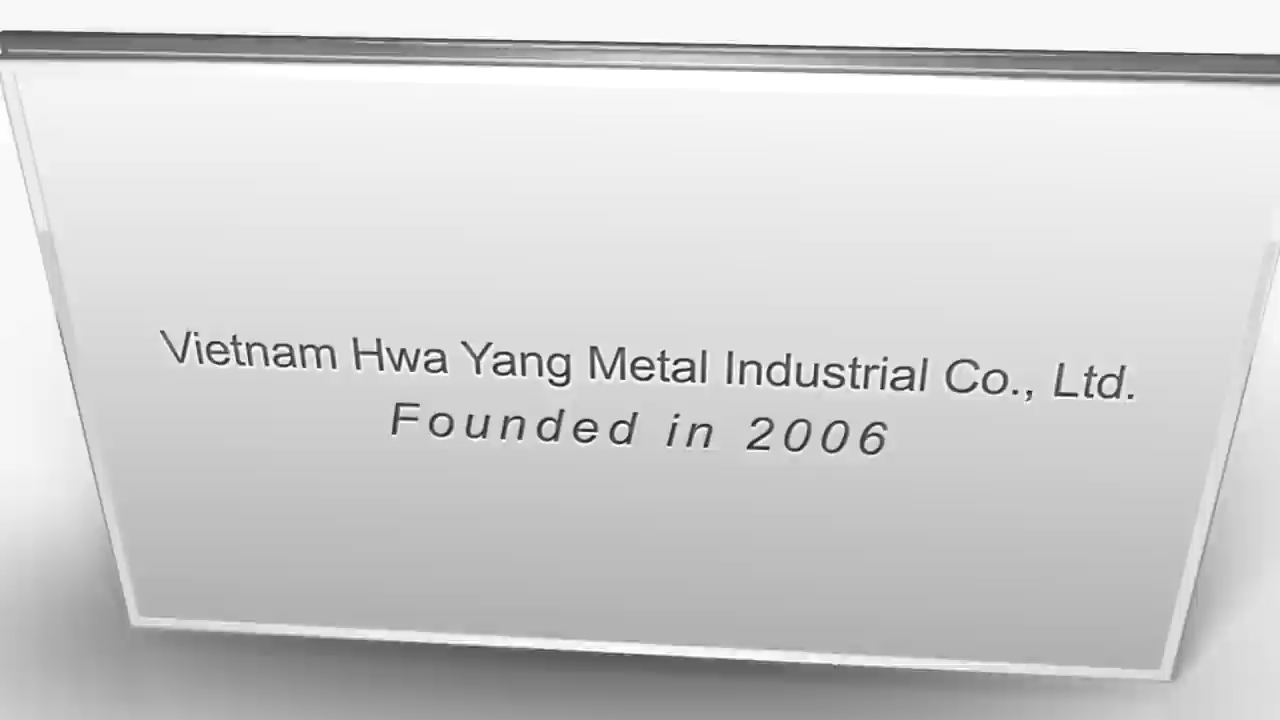 Vietnam Hwa Yang Metal Industrial Co., Ltd.
Founded in 2006